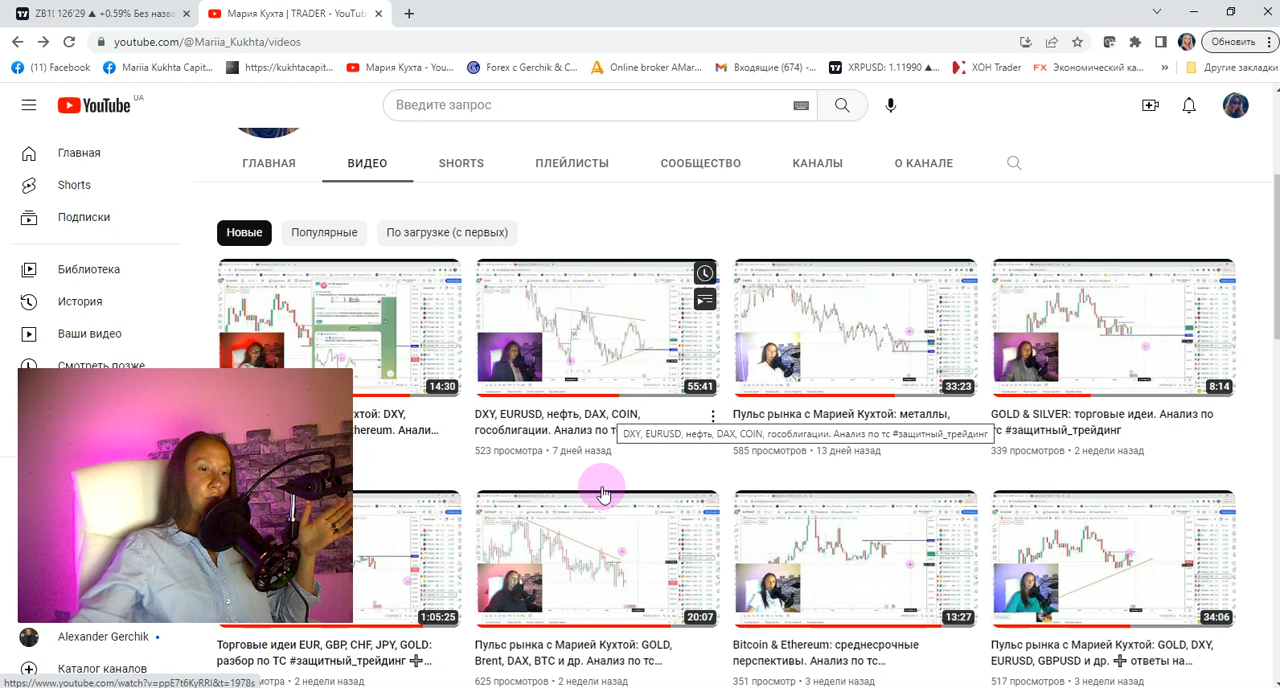 ZB1! 126'29 ▲ +0.59% Без назва
Мария Кухта | TRADER - YouTub
youtube.com/@Mariia_Kukhta/videos
Обновить
(11) Facebook
Mariia Kukhta Capit...
https://kukhtacapit...
Мария Кухта - You...
Forex c Gerchik & C...
Online broker AMar...
Входящие (674) -...
XRPUSD: 1.11990 ▲...
XOH Trader
FX Экономический ка...
»
Другие закладки
YouTube UA
Введите запрос
Главная
Shorts
Подписки
Библиотека
История
Ваши видео
Смотреть позже
Alexander Gerchik •
Каталог каналов
ГЛАВНАЯ
ВИДЕО
SHORTS
ПЛЕЙЛИСТЫ
СООБЩЕСТВО
КАНАЛЫ
О КАНАЛЕ
Новые
Популярные
По загрузке (с первых)
14:30
хтой: DXY,
hereum. Анали...
55:41
DXY, EURUSD, нефть, DAX, COIN,
гособлигации. Анализ по т
523 просмотра • 7 дней назад
DXY, EURUSD, нефть, DAX, COIN, гособлигации. Анализ по тс #защитный_трейдинг
33:23
Пульс рынка с Марией Кухтой: металлы,
585 просмотров • 13 дней назад
8:14
GOLD & SILVER: торговые идеи. Анализ по
тс #защитный_трейдинг
339 просмотров • 2 недели назад
1:05:25
Торговые идеи EUR, GBP, CHF, JPY, GOLD:
разбор по ТС #защитный_трейдинг ➕...
мотра • 2 недели назад
20:07
Пульс рынка с Марией Кухтой: GOLD,
Brent, DAX, BTC и др. Анализ по тс...
625 просмотров • 2 недели назад
13:27
Bitcoin & Ethereum: среднесрочные
перспективы. Анализ по тс...
351 просмотр • 3 недели назад
34:06
Пульс рынка с Марией Кухтой: GOLD, DXY,
EURUSD, GBPUSD и др. ➕ ответы на...
517 просмотров • 3 недели назад
https://www.youtube.com/watch?v=ppE7t6KyRRI&t=1978s